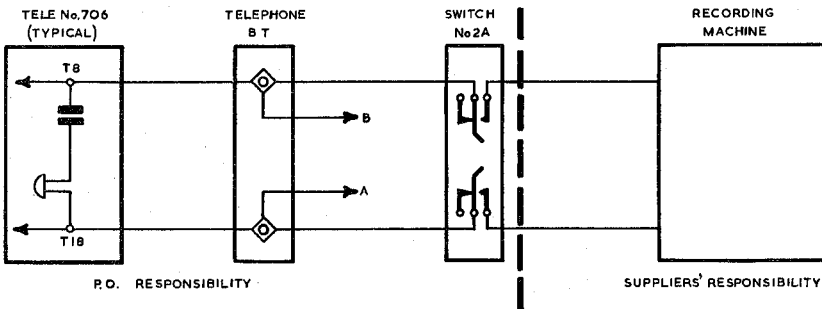 TELE No.706
(TYPICAL)
TELEPHONE
B T
SWITCH
No2A
RECORDING
MACHINE
T8
B
A
T18
P.O. RESPONSIBILITY
SUPPLIERS' RESPONSIBILITY